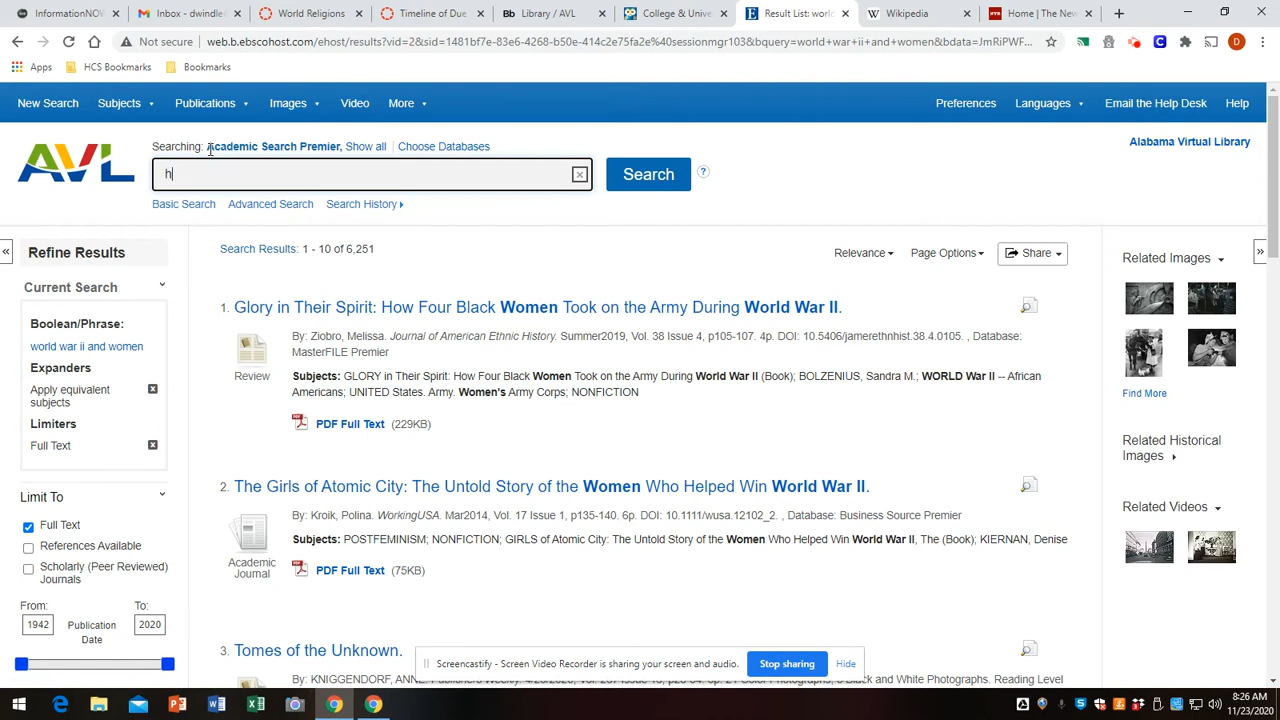 InformationNOW
Inbox - dwindle
World Religions
Timeline of Due
Library / AVL
College & Unive
Result List: world
Wikipedia
Home | The New
Not secure
web.b.ebscohost.com/ehost/results?vid=2&sid=1481bf7e-83e6-4268-b50e-414c2e75fa2e%40sessionmgr103&bquery=world+war+ii+and+women&bdata=JmRiPWF...
Apps
HCS Bookmarks
Bookmarks
New Search
Subjects
Publications
Images
Video
More
Preferences
Languages
Email the Help Desk
Help
Searching: Academic Search Premier, Show all | Choose Databases
Alabama Virtual Library
AVL
h
Search
?
Basic Search
Advanced Search
Search History
Refine Results
Current Search
Boolean/Phrase:
world war ii and women
Expanders
Apply equivalent
subjects
Limiters
Full Text
Limit To
Full Text
References Available
Scholarly (Peer Reviewed)
Journals
From:
To:
1942
Publication
Date
2020
Search Results: 1 - 10 of 6,251
Relevance
Page Options
Share
1. Glory in Their Spirit: How Four Black Women Took on the Army During World War II.
By: Ziobro, Melissa. Journal of American Ethnic History. Summer2019, Vol. 38 Issue 4, p105-107. 4p. DOI: 10.5406/jamerethnhist.38.4.0105. , Database:
MasterFILE Premier
Review
Subjects: GLORY in Their Spirit: How Four Black Women Took on the Army During World War II (Book); BOLZENIUS, Sandra M.; WORLD War II -- African
Americans; UNITED States. Army. Women's Army Corps; NONFICTION
PDF Full Text (229KB)
2. The Girls of Atomic City: The Untold Story of the Women Who Helped Win World War II.
By: Kroik, Polina. WorkingUSA. Mar2014, Vol. 17 Issue 1, p135-140. 6p. DOI: 10.1111/wusa.12102_2. , Database: Business Source Premier
Subjects: POSTFEMINISM; NONFICTION; GIRLS of Atomic City: The Untold Story of the Women Who Helped Win World War II, The (Book); KIERNAN, Denise
Academic
Journal
PDF Full Text (75KB)
3. Tomes of the Unknown.
Related Images
Find More
Related Historical
Images
Related Videos
Screencastify - Screen Video Recorder is sharing your screen and audio.
Stop sharing
Hide
8:26 AM
11/23/2020